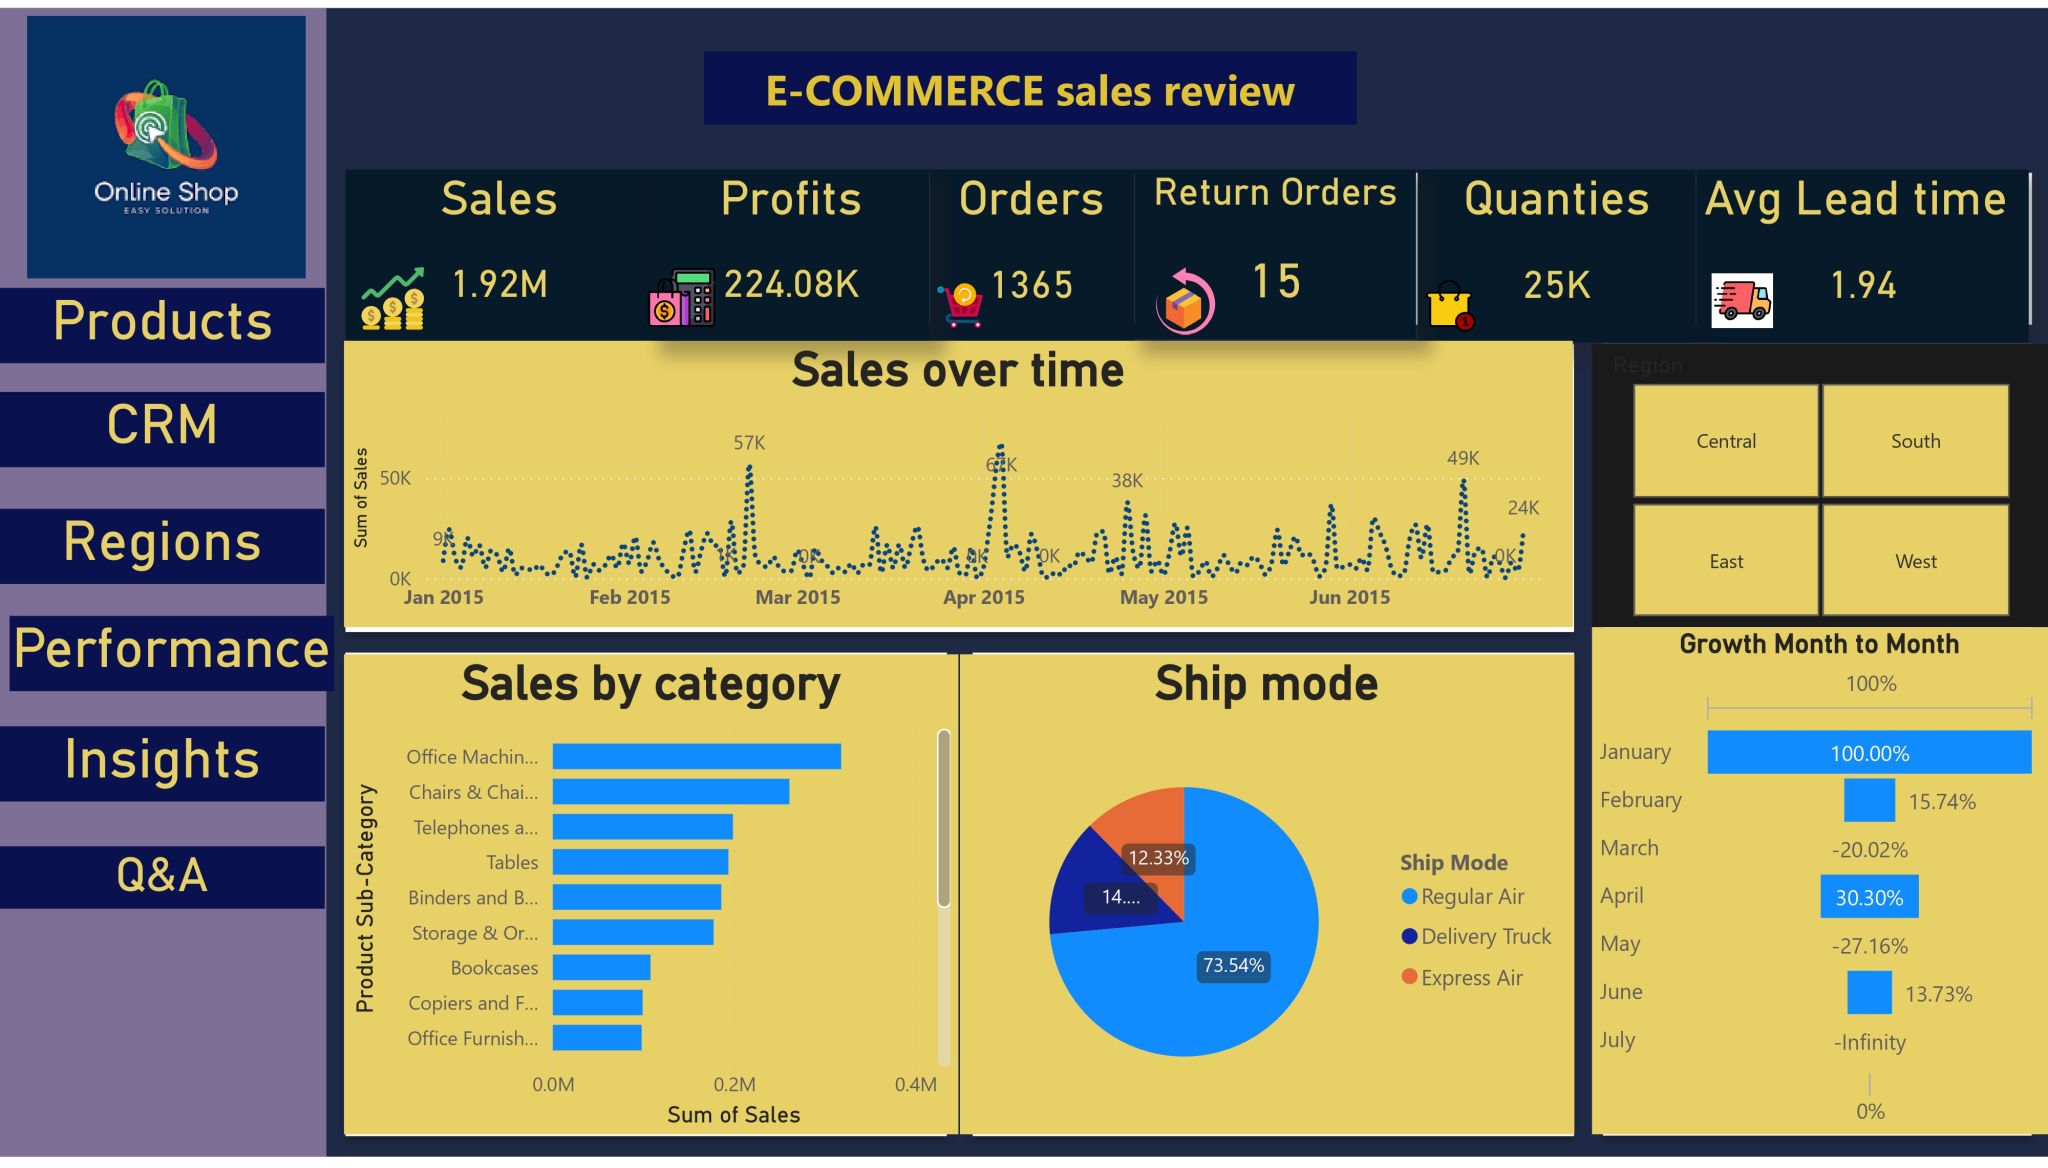 Online Shop
EASY SOLUTION
Products
CRM
Regions
Performance
Insights
Q&A
E-COMMERCE sales review
Sales
1.92M
Profits
224.08K
Orders
1365
Return Orders
15
Quanties
25K
1
Avg Lead time
1.94
Sales over time
Sum of Sales
50K
0K
9K
1K
57K
0K
0K
67K
0K
38K
49K
0K
24K
Jan 2015
Feb 2015
Mar 2015
Apr 2015
May 2015
Jun 2015
Region
Central
South
East
West
Sales by category
Product Sub-Category
Office Machin...
Chairs & Chai...
Telephones a...
Tables
Binders and B...
Storage & Or...
Bookcases
Copiers and F...
Office Furnish...
0.0M
0.2M
0.4M
Sum of Sales
Ship mode
12.33%
14....
73.54%
Ship Mode
Regular Air
Delivery Truck
Express Air
Growth Month to Month
100%
January 100.00%
February 15.74%
March -20.02%
April 30.30%
May -27.16%
June 13.73%
July -Infinity
0%